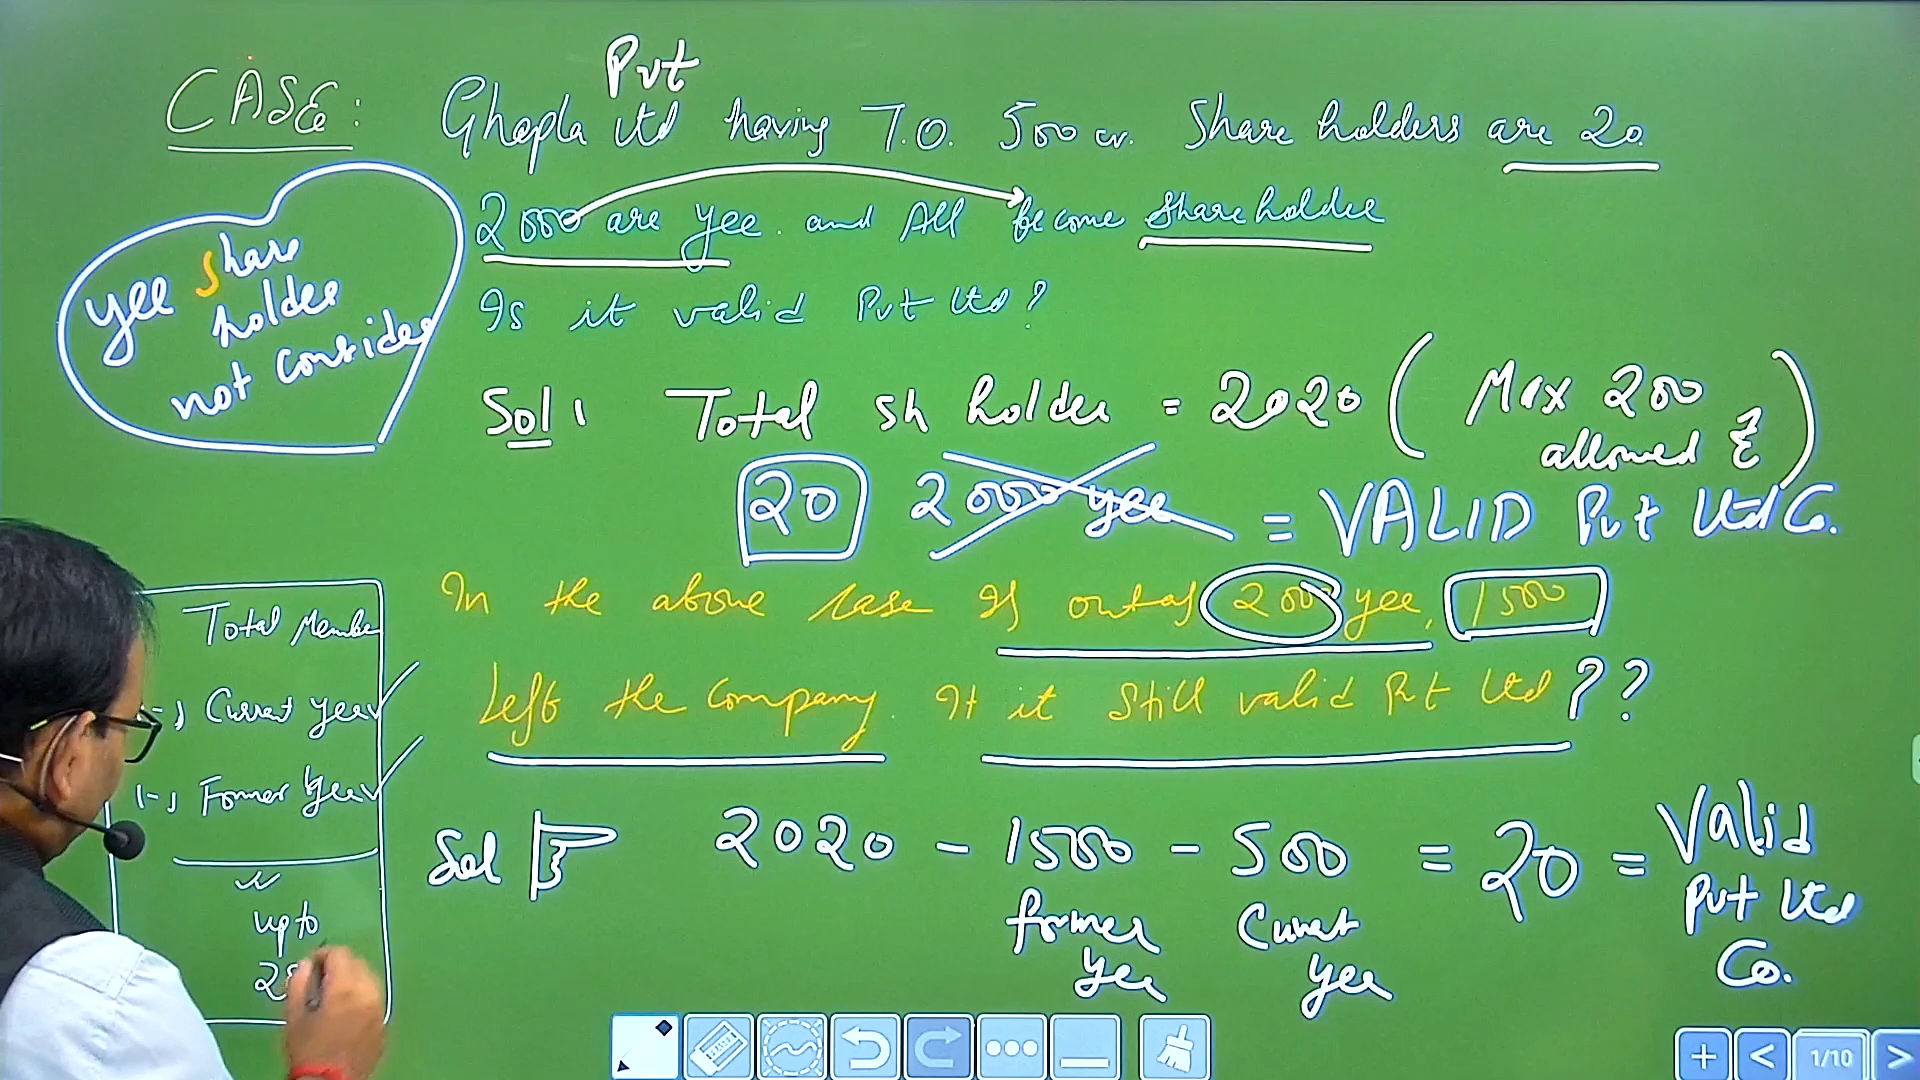 CASE: Ghapla Pvt Ltd having T.O. 500 cr. Share holders are 20.
2000 are yee. and All become Shareholder
Is it valid Pvt Ltd?
yee share
holder
not consider
Sol: Total sh holder = 2020 (Max 200
allowed)
20 2000 yee = VALID Pvt Ltd Co.
In the above case If out of 2000 yee, 1500
Left the company. It it still valid Pvt Ltd??
Total Member
(-) Current yee
(-) Former yee
up to
Sol 2020 - 1500 - 500 = 20 = Valid
Pvt Ltd
Co.
former
yee
Current
yee
1/10